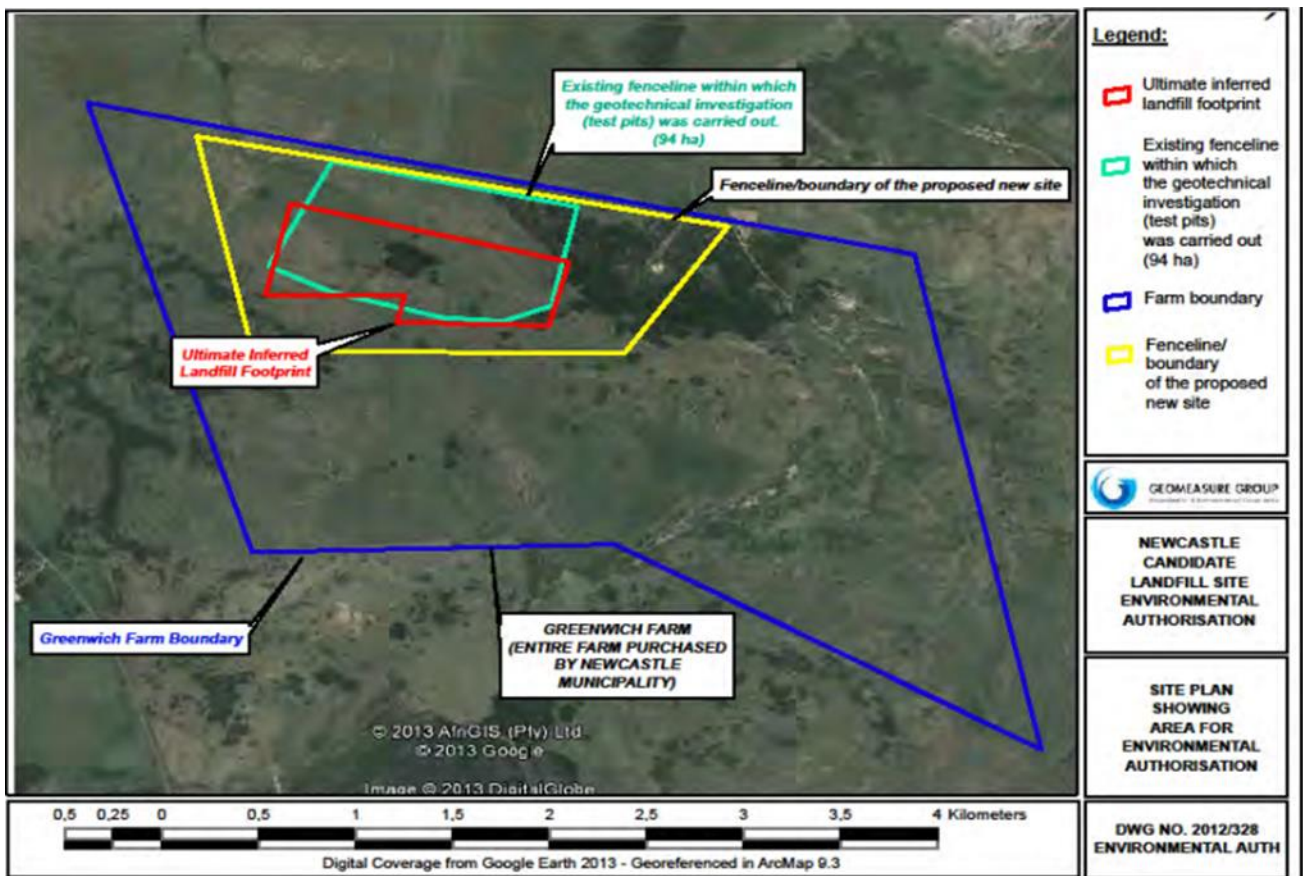 Existing fenceline within which
the geotechnical investigation
(test pits) was carried out.
(94 ha)
Fenceline/boundary of the proposed new site
Ultimate Inferred
Landfill Footprint
Greenwich Farm Boundary
GREENWICH FARM
(ENTIRE FARM PURCHASED
BY NEWCASTLE
MUNICIPALITY)
© 2013 AfriGIS (Pty) Ltd.
© 2013 Google
Image © 2013 DigitalGlobe
0,5 0,25 0 0,5 1 1,5 2 2,5 3 3,5 4 Kilometers
Digital Coverage from Google Earth 2013 - Georeferenced in ArcMap 9.3
Legend:
Ultimate inferred
landfill footprint
Existing fenceline
within which
the geotechnical
investigation
(test pits)
was carried out
(94 ha)
Farm boundary
Fenceline/
boundary
of the proposed
new site
GEOMEASURE GROUP
NEWCASTLE
CANDIDATE
LANDFILL SITE
ENVIRONMENTAL
AUTHORISATION
SITE PLAN
SHOWING
AREA FOR
ENVIRONMENTAL
AUTHORISATION
DWG NO. 2012/328
ENVIRONMENTAL AUTH